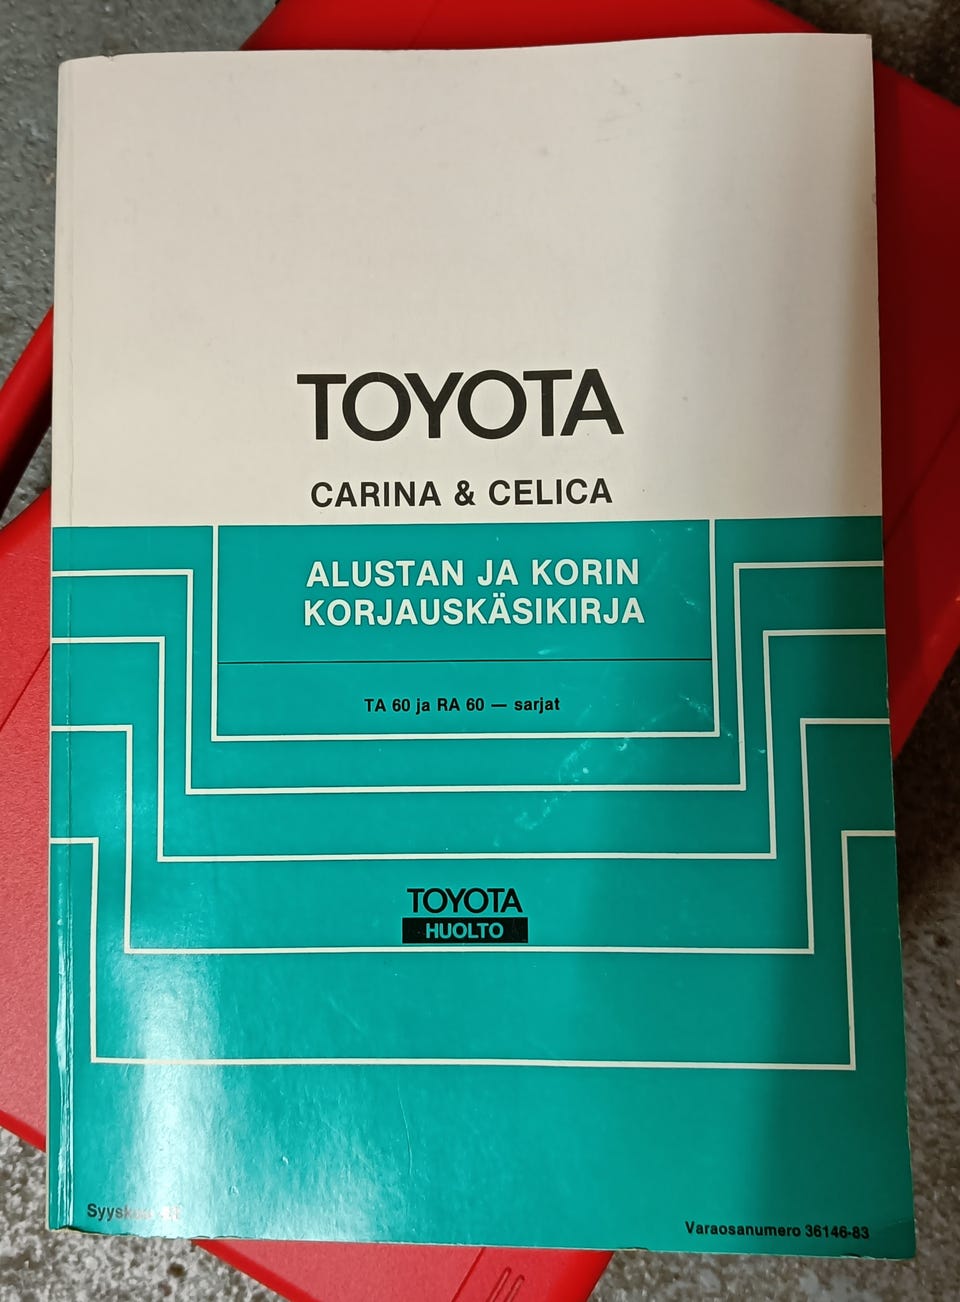 TOYOTA
CARINA & CELICA
ALUSTAN JA KORIN
KORJAUSKÄSIKIRJA
TA 60 ja RA 60 — sarjat
TOYOTA
HUOLTO
Varaosanumero 36146-83